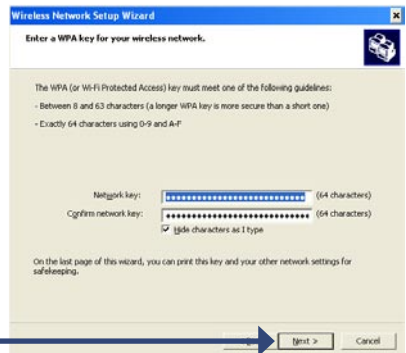 Wireless Network Setup Wizard
Enter a WPA key for your wireless network.
The WPA (or Wi-Fi Protected Access) key must meet one of the following guidelines:
- Between 8 and 63 characters (a longer WPA key is more secure than a short one)
- Exactly 64 characters using 0-9 and A-F
Network key: (64 characters)
Confirm network key: (64 characters)
Hide characters as I type
On the last page of this wizard, you can print this key and your other network settings for
safekeeping.
Next > Cancel